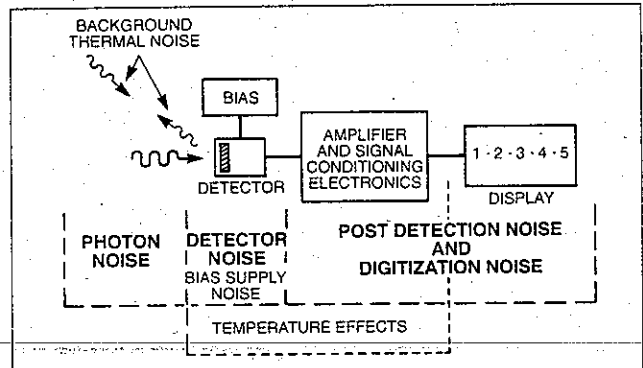 BACKGROUND
THERMAL NOISE
BIAS
DETECTOR
AMPLIFIER
AND SIGNAL
CONDITIONING
ELECTRONICS
1 · 2 · 3 · 4 · 5
DISPLAY
PHOTON
NOISE
DETECTOR
NOISE
BIAS SUPPLY
NOISE
POST DETECTION NOISE
AND
DIGITIZATION NOISE
TEMPERATURE EFFECTS